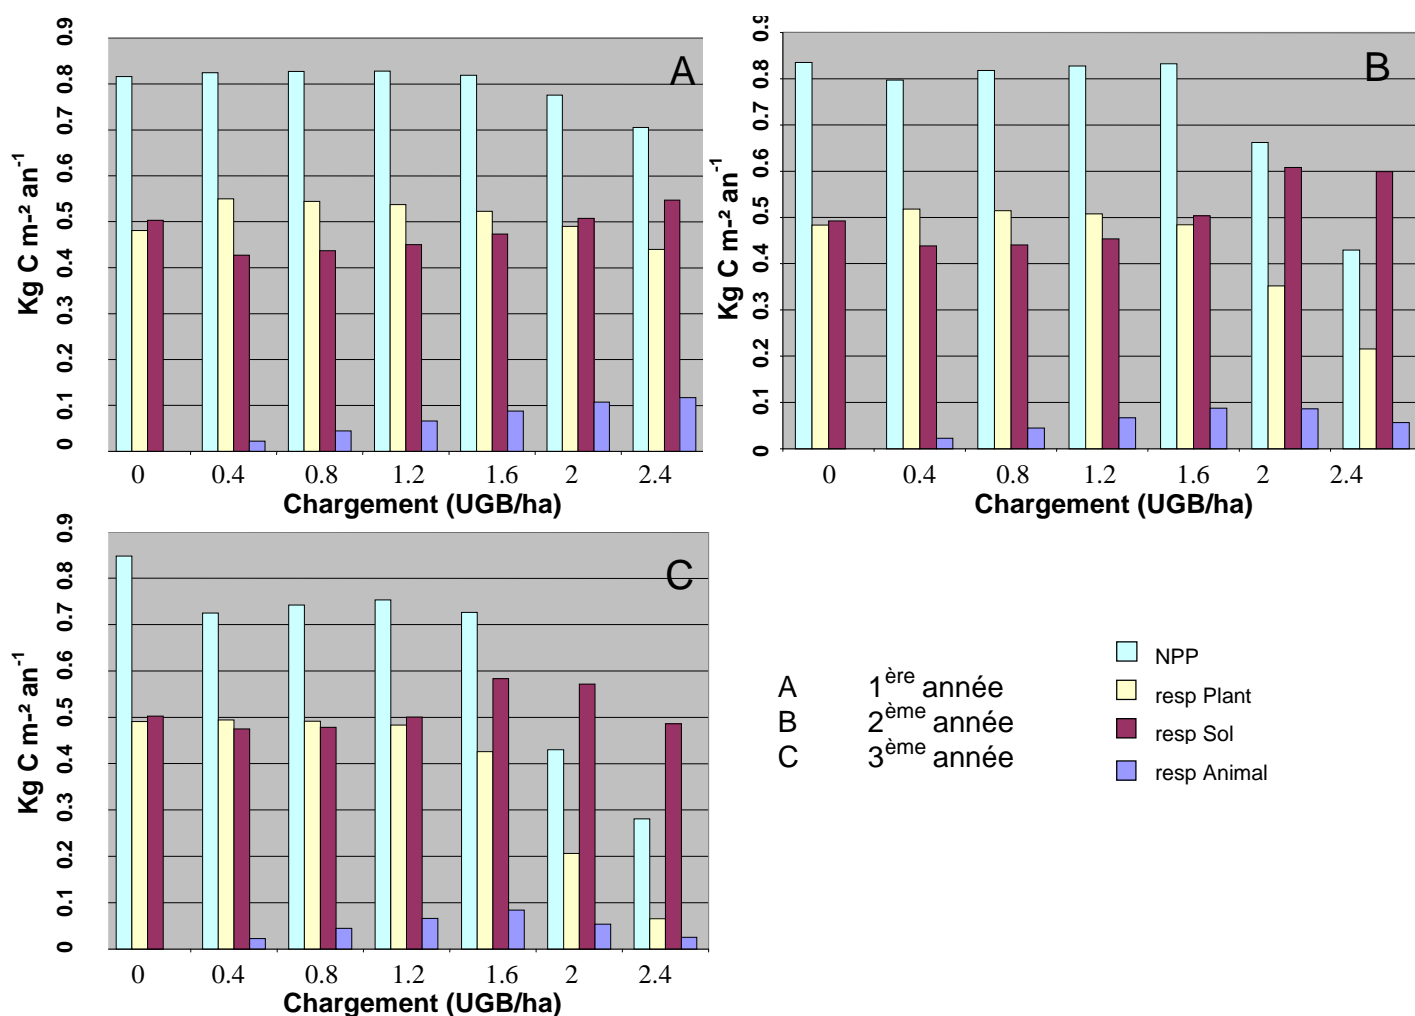 A
Kg C m-² an⁻¹
0.9
0.8
0.7
0.6
0.5
0.4
0.3
0.2
0.1
0
0 0.4 0.8 1.2 1.6 2 2.4
Chargement (UGB/ha)
B
Kg C m-² an⁻¹
0.9
0.8
0.7
0.6
0.5
0.4
0.3
0.2
0.1
0
0 0.4 0.8 1.2 1.6 2 2.4
Chargement (UGB/ha)
C
Kg C m-² an⁻¹
0.9
0.8
0.7
0.6
0.5
0.4
0.3
0.2
0.1
0
0 0.4 0.8 1.2 1.6 2 2.4
Chargement (UGB/ha)
A 1ère année
B 2ème année
C 3ème année
NPP
resp Plant
resp Sol
resp Animal